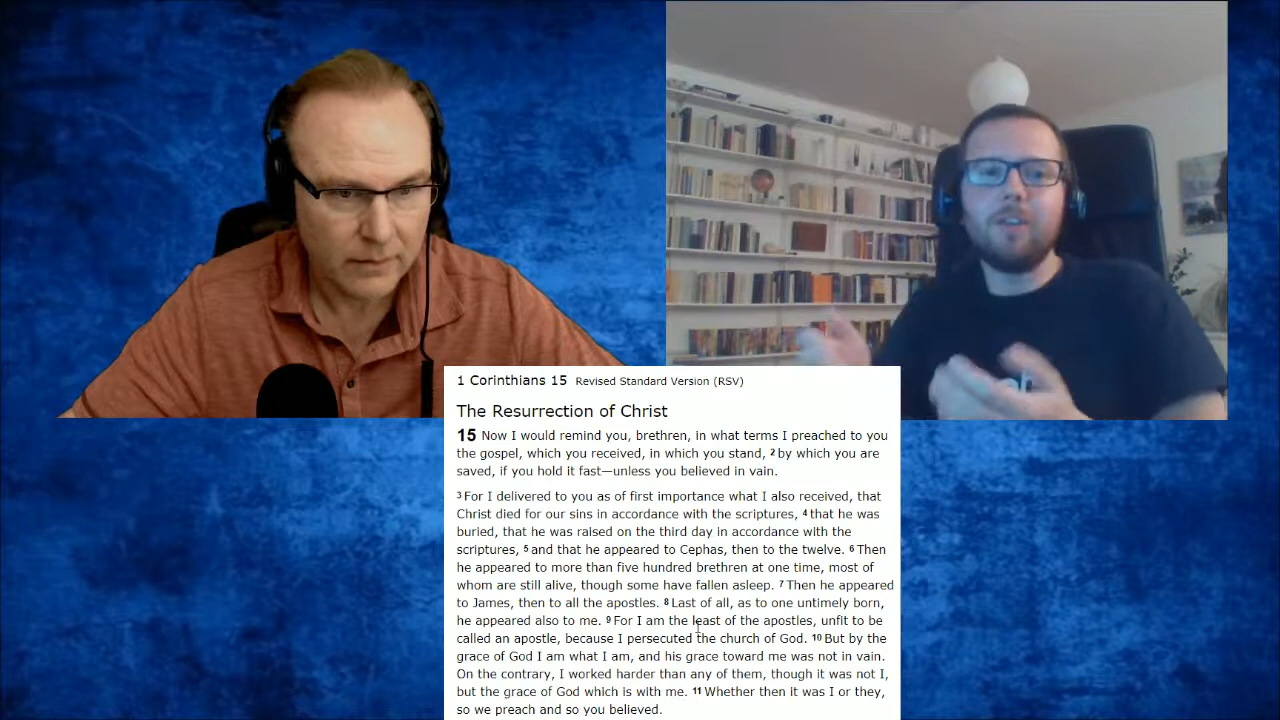 1 Corinthians 15 Revised Standard Version (RSV)
The Resurrection of Christ
15 Now I would remind you, brethren, in what terms I preached to you
the gospel, which you received, in which you stand, 2 by which you are
saved, if you hold it fast—unless you believed in vain.
3 For I delivered to you as of first importance what I also received, that
Christ died for our sins in accordance with the scriptures, 4 that he was
buried, that he was raised on the third day in accordance with the
scriptures, 5 and that he appeared to Cephas, then to the twelve. 6 Then
he appeared to more than five hundred brethren at one time, most of
whom are still alive, though some have fallen asleep. 7 Then he appeared
to James, then to all the apostles. 8 Last of all, as to one untimely born,
he appeared also to me. 9 For I am the least of the apostles, unfit to be
called an apostle, because I persecuted the church of God. 10 But by the
grace of God I am what I am, and his grace toward me was not in vain.
On the contrary, I worked harder than any of them, though it was not I,
but the grace of God which is with me. 11 Whether then it was I or they,
so we preach and so you believed.